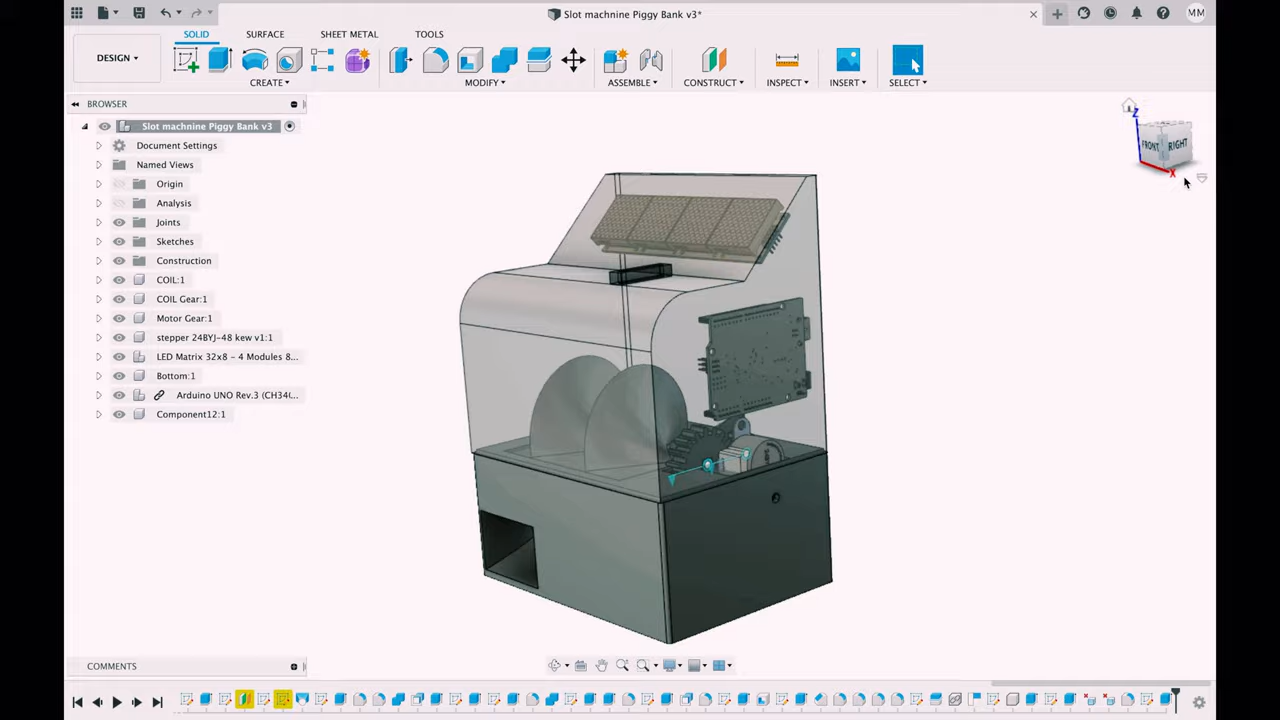 Slot machnine Piggy Bank v3*
MM
SOLID
SURFACE
SHEET METAL
TOOLS
DESIGN
CREATE
MODIFY
ASSEMBLE
CONSTRUCT
INSPECT
INSERT
SELECT
BROWSER
Slot machnine Piggy Bank v3
Document Settings
Named Views
Origin
Analysis
Joints
Sketches
Construction
COIL:1
COIL Gear:1
Motor Gear:1
stepper 24BYJ-48 kew v1:1
LED Matrix 32x8 - 4 Modules 8...
Bottom:1
Arduino UNO Rev.3 (CH34(...
Component12:1
Z
FRONT
RIGHT
X
COMMENTS